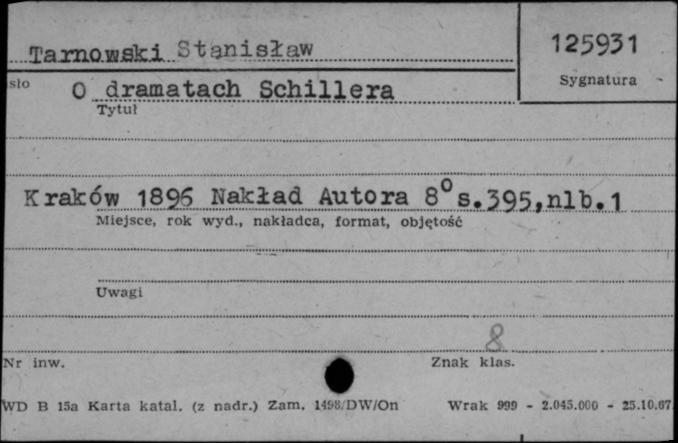 Tarnowski Stanisław
125931
Sygnatura
sło
O dramatach Schillera
Tytuł
Kraków 1896 Nakład Autora 8° s.395,nlb.1
Miejsce, rok wyd., nakładca, format, objętość
Uwagi
8
Nr inw.
Znak klas.
WD B 15a Karta katal. (z nadr.) Zam. 1498/DW/On
Wrak 999 - 2.045.000 - 25.10.67